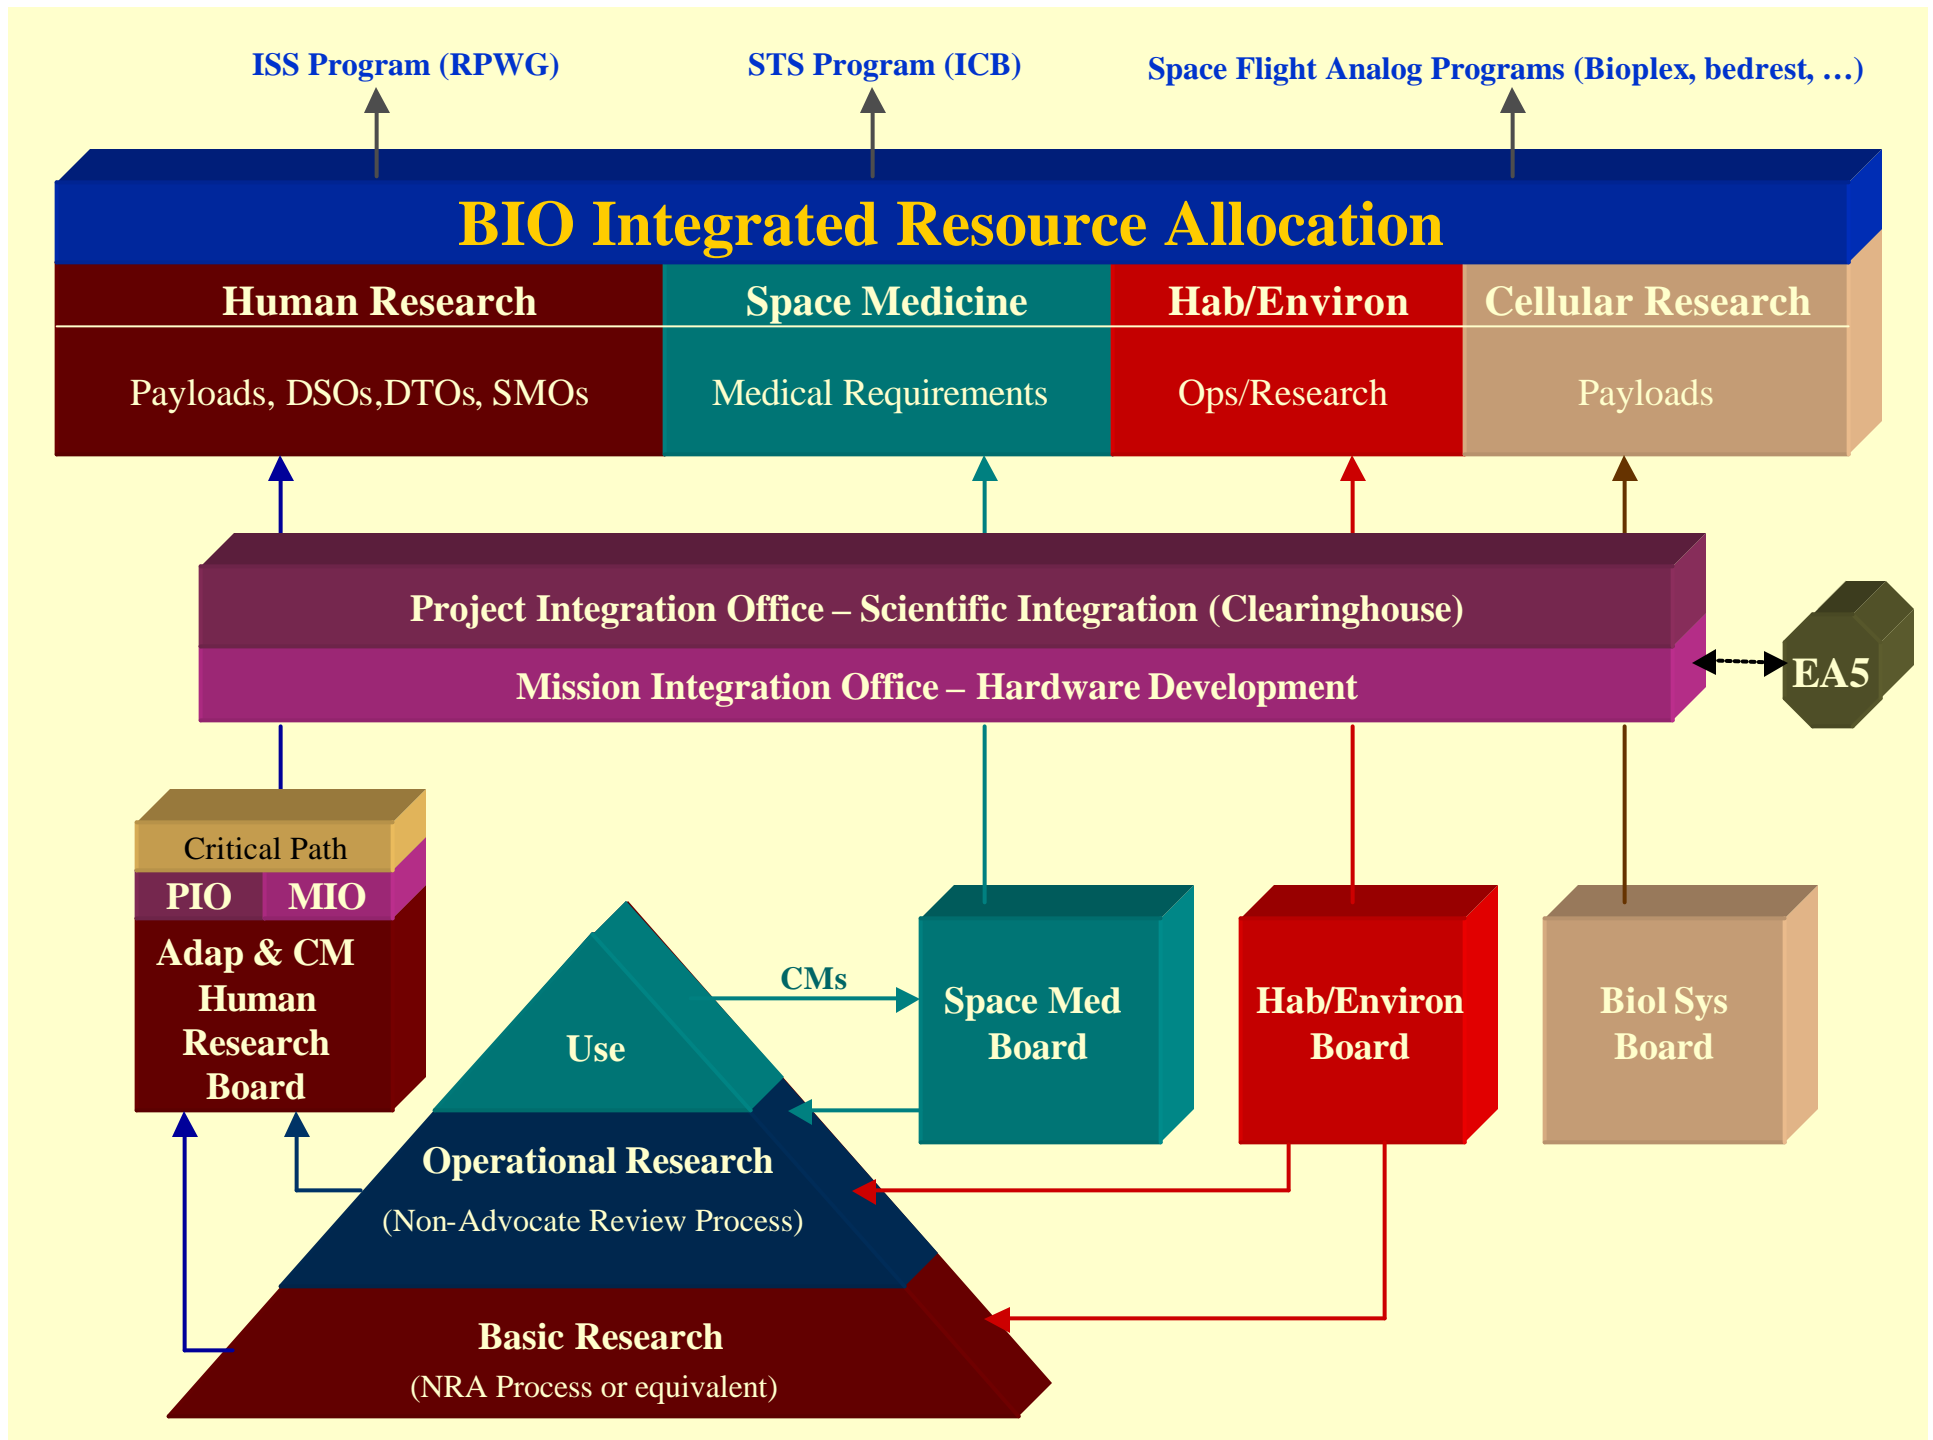 ISS Program (RPWG)
STS Program (ICB)
Space Flight Analog Programs (Bioplex, bedrest, …)
BIO Integrated Resource Allocation
Human Research
Space Medicine
Hab/Environ
Cellular Research
Payloads, DSOs,DTOs, SMOs
Medical Requirements
Ops/Research
Payloads
Project Integration Office – Scientific Integration (Clearinghouse)
Mission Integration Office – Hardware Development
EA5
Critical Path
PIO
MIO
Adap & CM
Human
Research
Board
CMs
Use
Space Med
Board
Hab/Environ
Board
Biol Sys
Board
Operational Research
(Non-Advocate Review Process)
Basic Research
(NRA Process or equivalent)